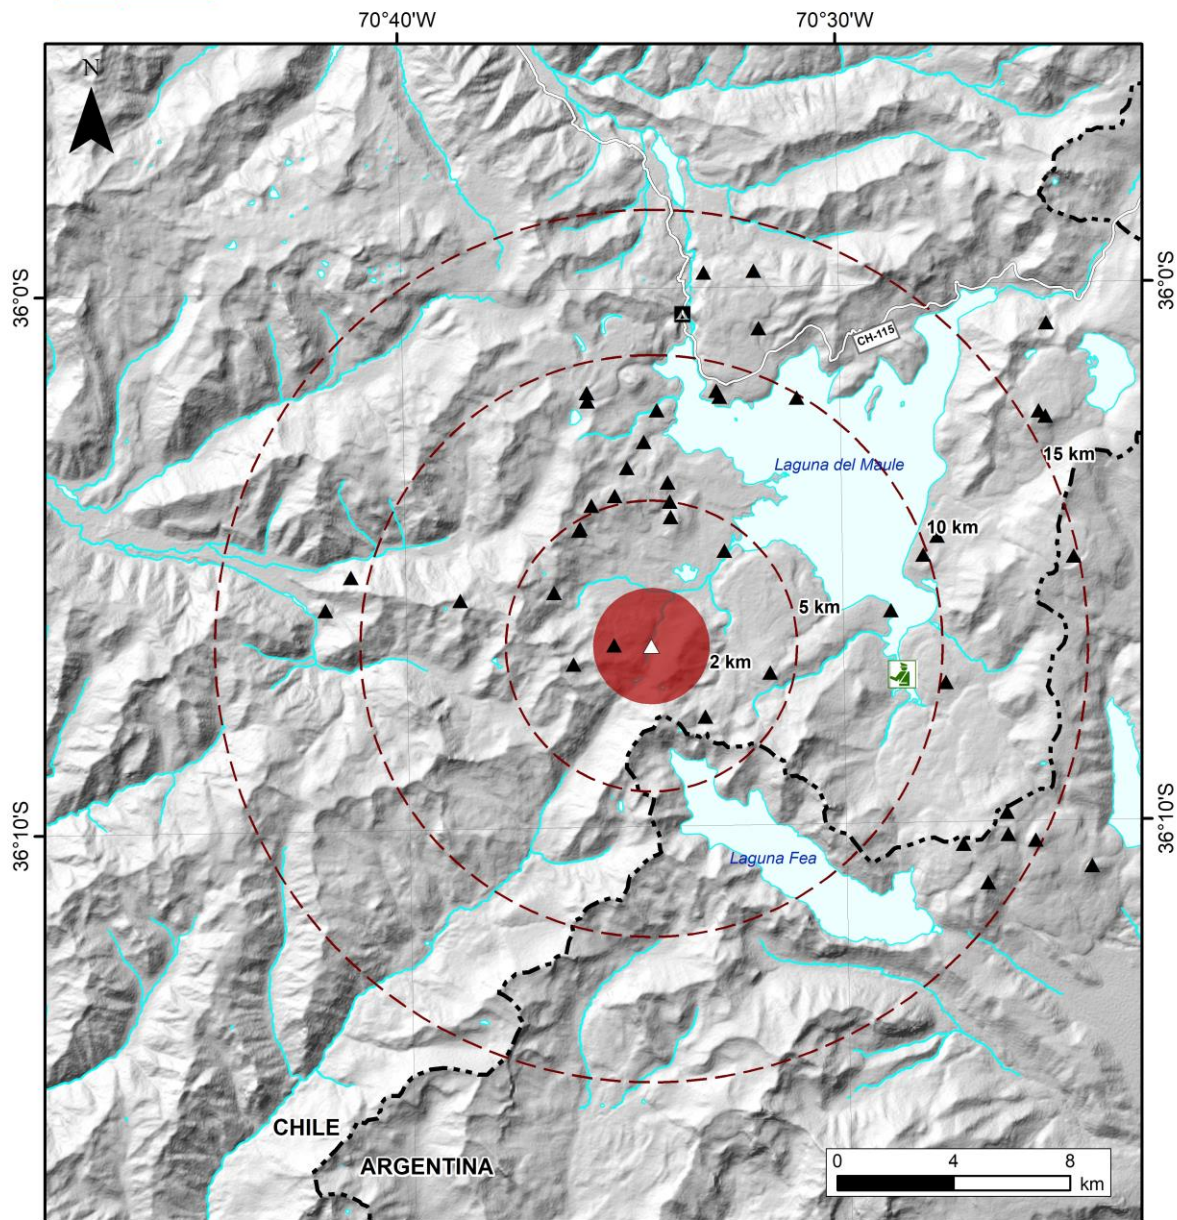 70°40'W
70°30'W
N
36°0'S
36°0'S
CH-115
15 km
Laguna del Maule
10 km
5 km
2 km
36°10'S
36°10'S
Laguna Fea
CHILE
ARGENTINA
0 4 8
km